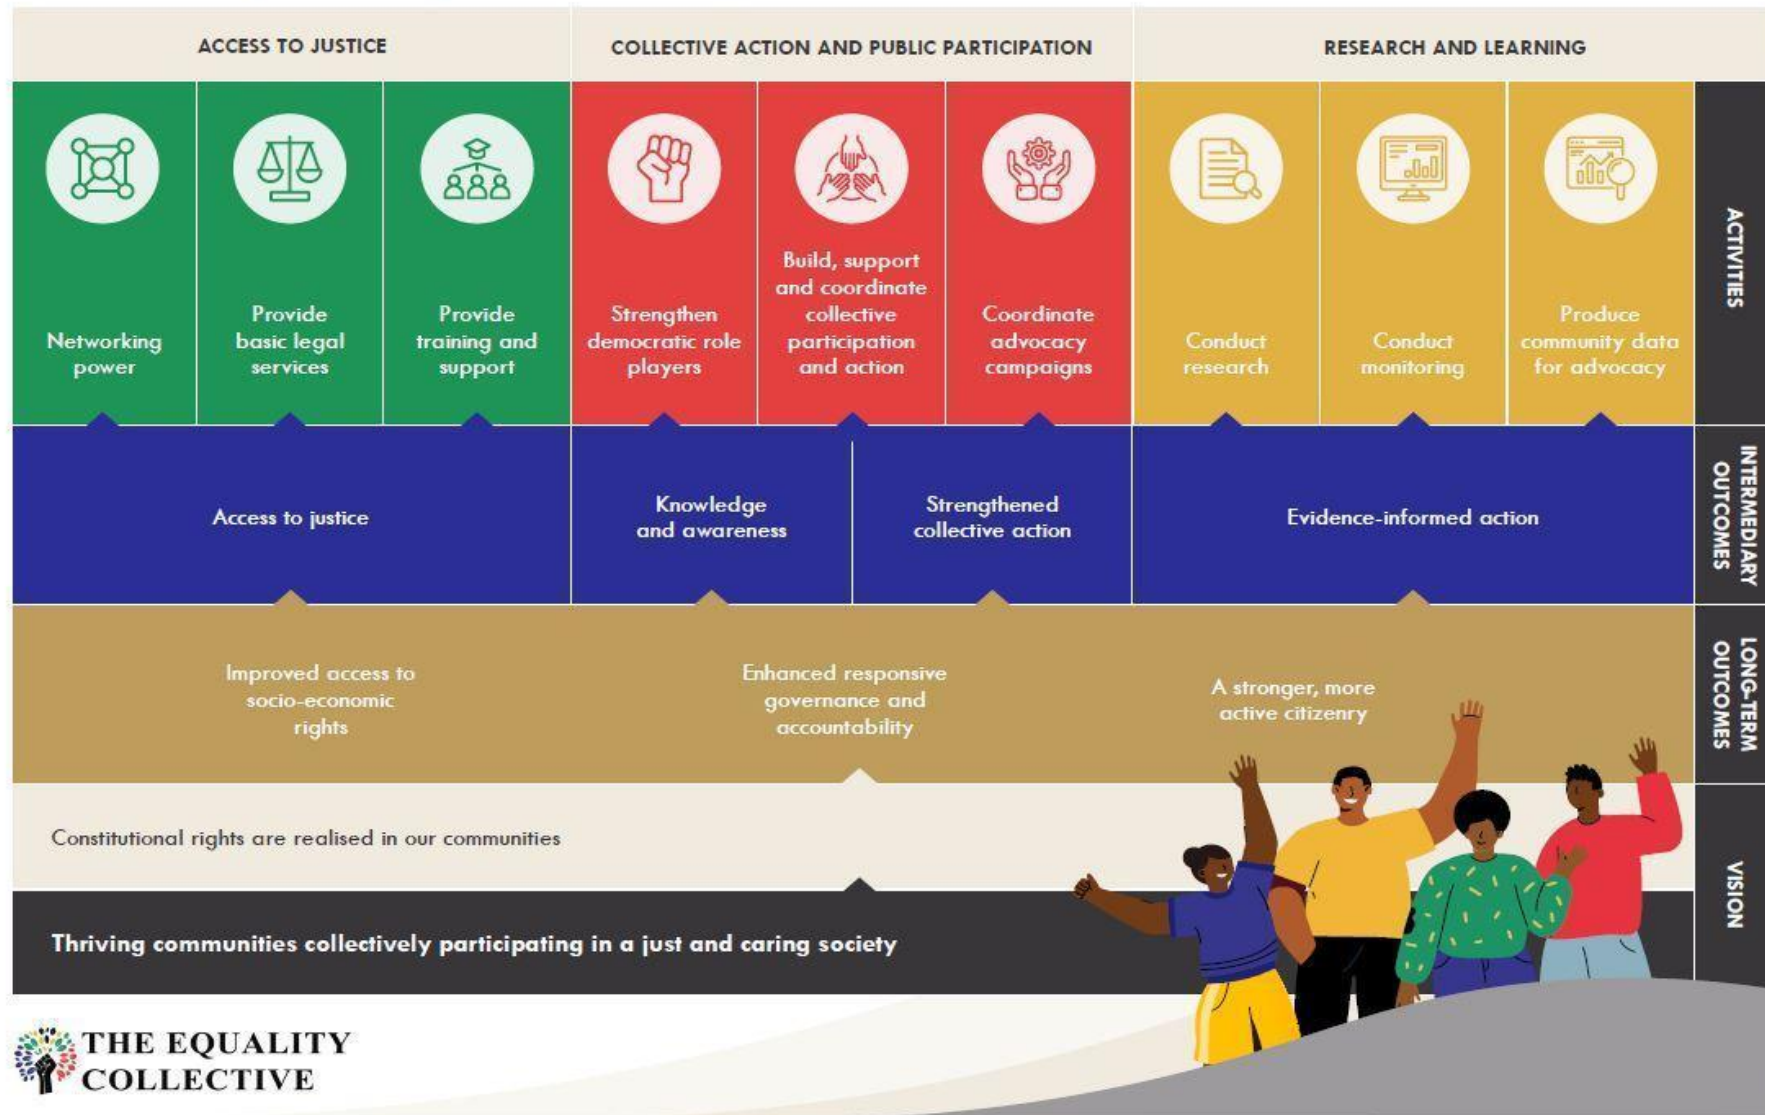 ACCESS TO JUSTICE
COLLECTIVE ACTION AND PUBLIC PARTICIPATION
RESEARCH AND LEARNING
Networking
power
Provide
basic legal
services
Provide
training and
support
Strengthen
democratic role
players
Build, support
and coordinate
collective
participation
and action
Coordinate
advocacy
campaigns
Conduct
research
Conduct
monitoring
Produce
community data
for advocacy
ACTIVITIES
Access to justice
Knowledge
and awareness
Strengthened
collective action
Evidence-informed action
INTERMEDIARY
OUTCOMES
Improved access to
socio-economic
rights
Enhanced responsive
governance and
accountability
A stronger, more
active citizenry
LONG-TERM
OUTCOMES
Constitutional rights are realised in our communities
Thriving communities collectively participating in a just and caring society
VISION
THE EQUALITY
COLLECTIVE